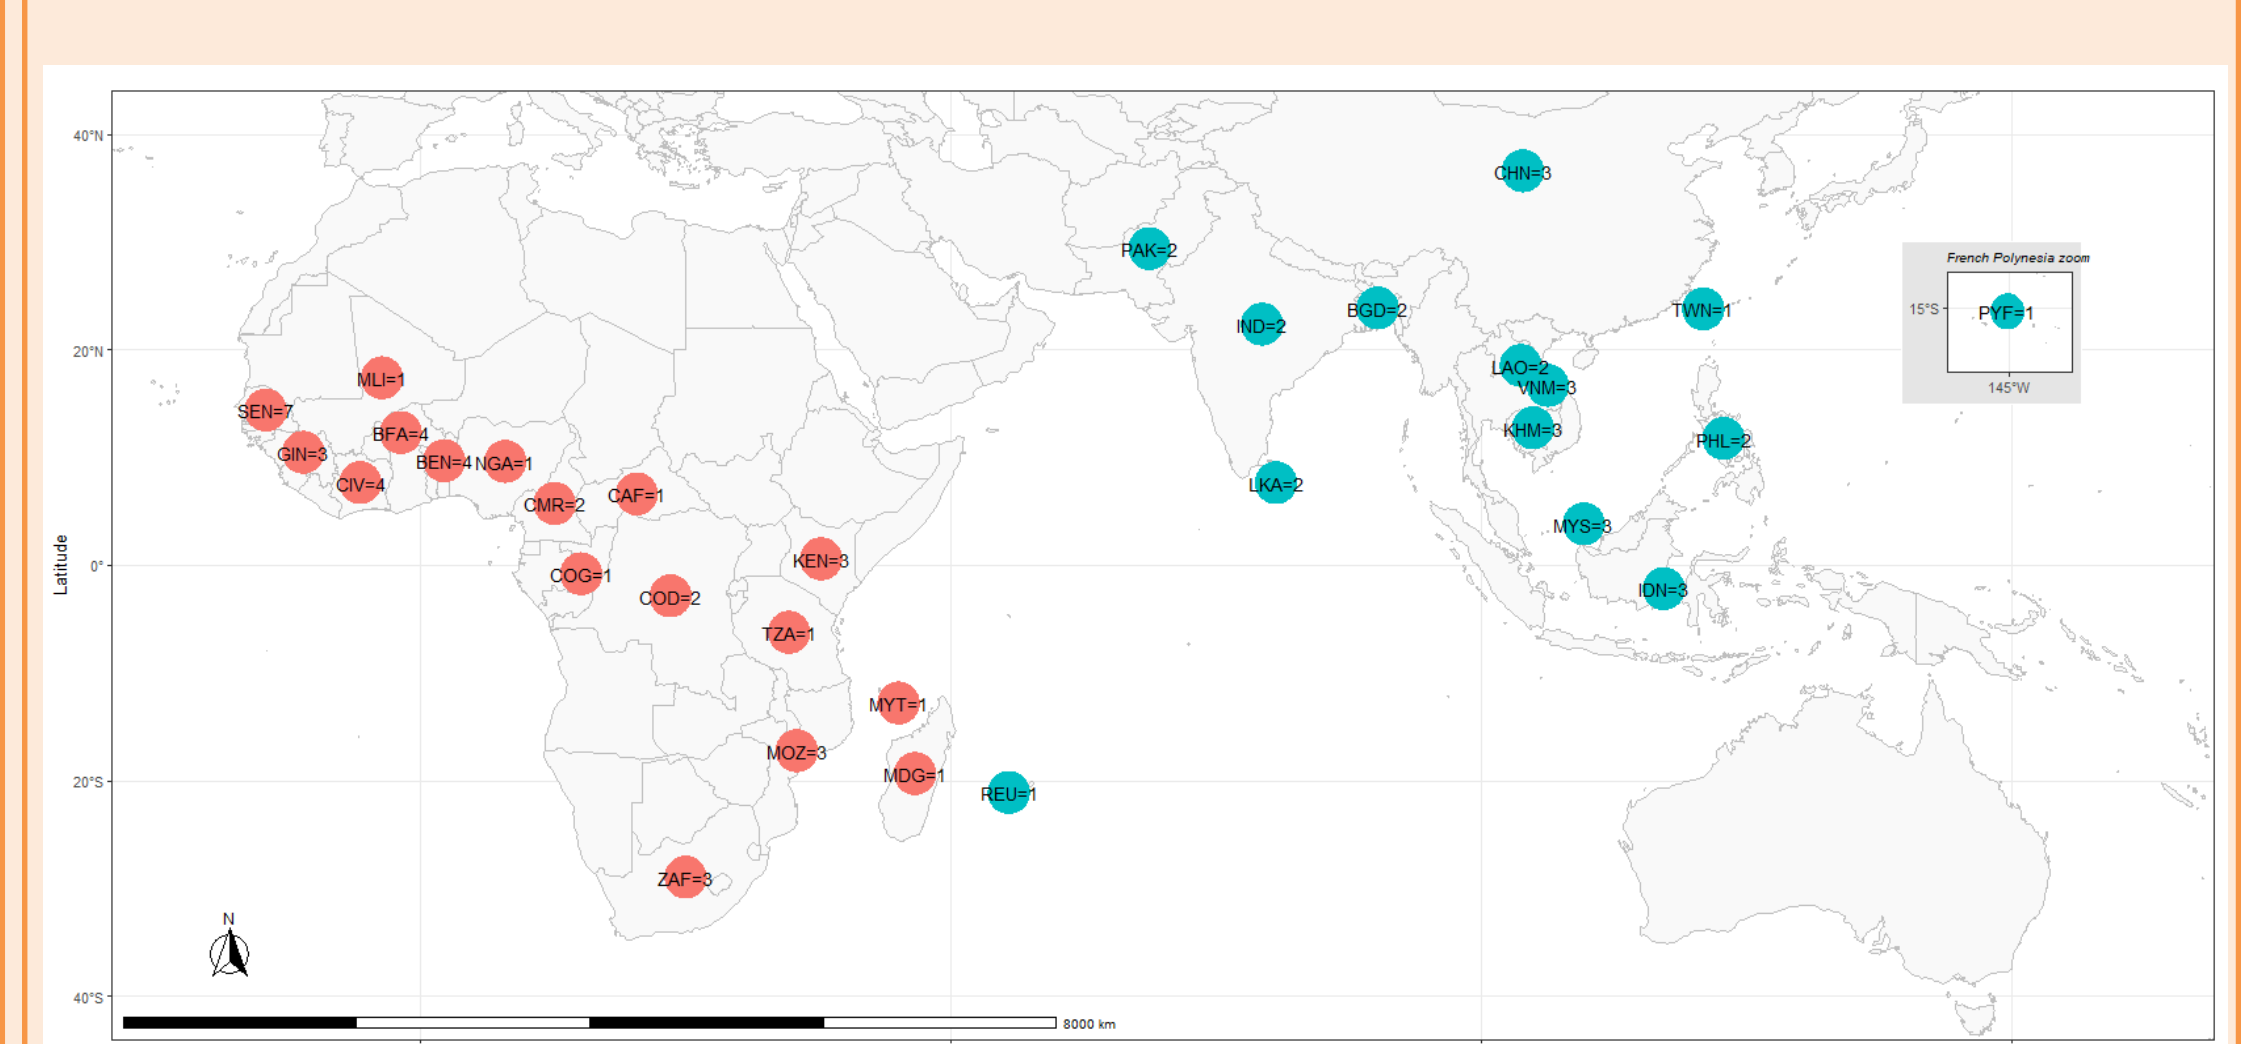 40°N
CHN=3
PAK=2
French Polynesia zoom
IND=2
BGD=2
TWN=1
15°S
PYF=1
20°N
MLI=1
LAO=2
VNM=3
145°W
SEN=7
BFA=4
KHM=3
PHL=2
GIN=3
BEN=4
NGA=1
CIV=4
LKA=2
CMR=2
CAF=1
MYS=3
Latitude
0°
KEN=3
COG=1
COD=2
IDN=3
TZA=1
MYT=1
MOZ=3
MDG=1
20°S
REU=1
ZAF=3
N
40°S
8000 km